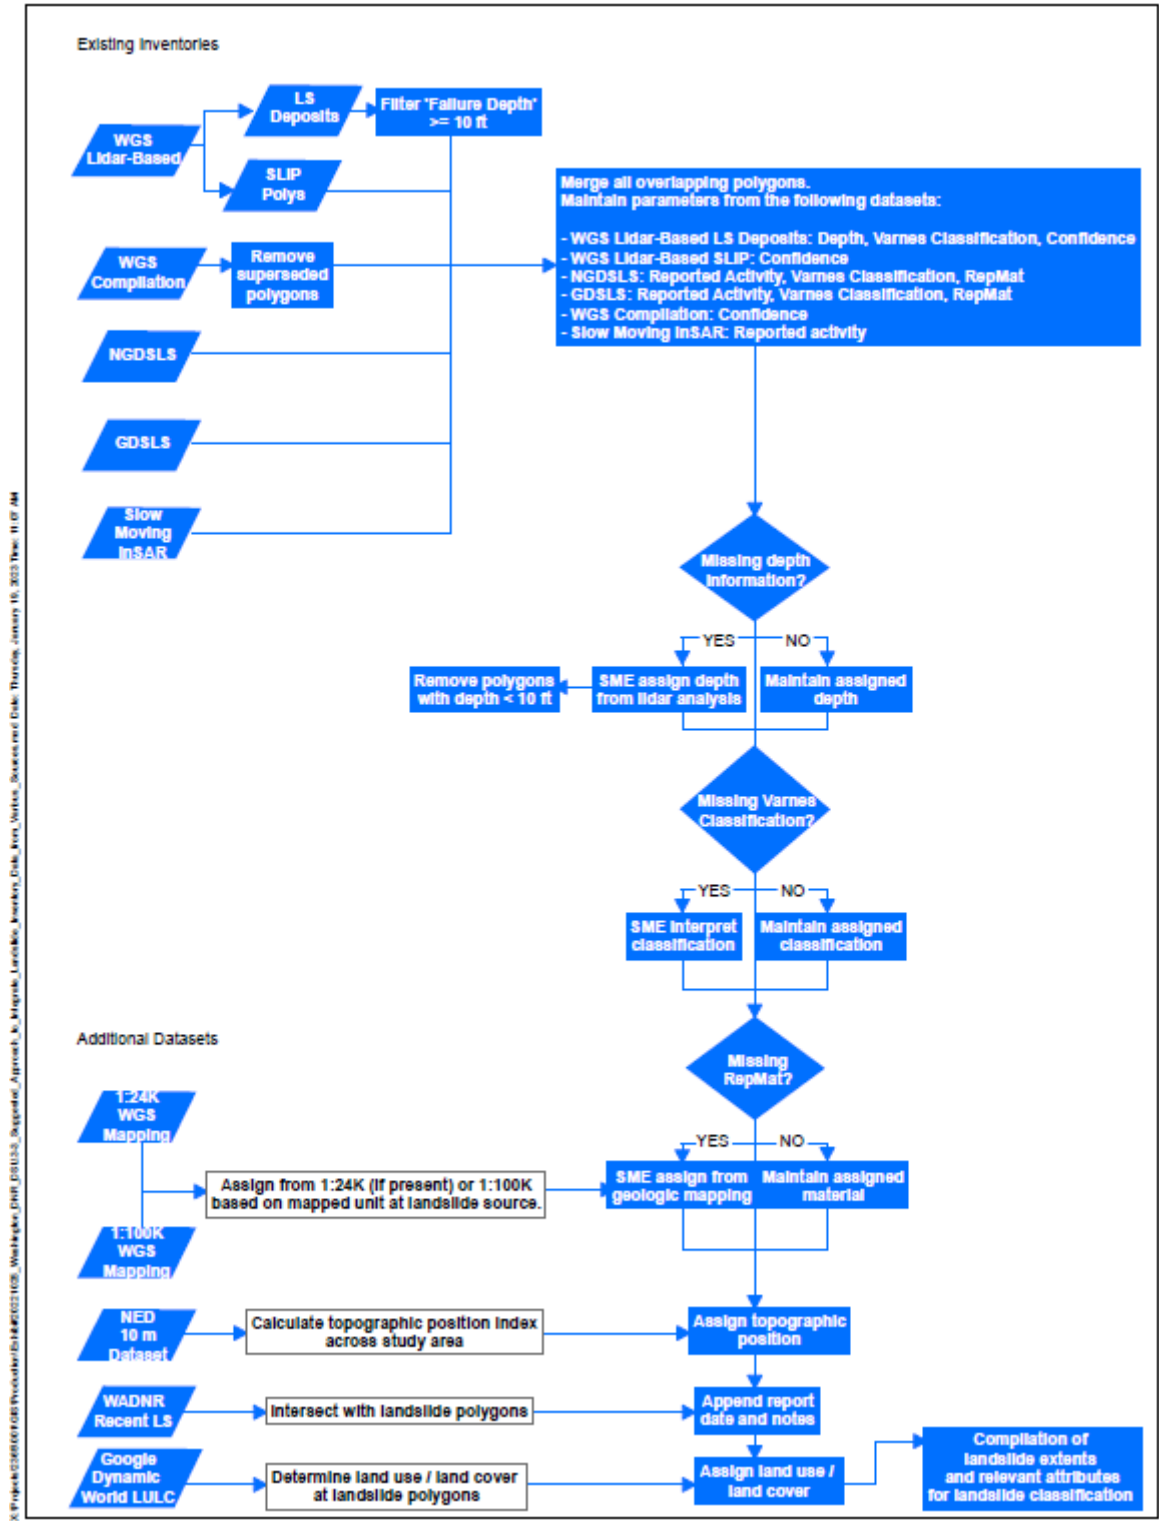 Existing Inventories
WGS
Lidar-Based
LS
Deposits
Filter 'Failure Depth'
>= 10 ft
SLIP
Polys
WGS
Compilation
Remove
superseded
polygons
NGDSLS
GDSLS
Slow
Moving
InSAR
Merge all overlapping polygons.
Maintain parameters from the following datasets:
- WGS Lidar-Based LS Deposits: Depth, Varnes Classification, Confidence
- WGS Lidar-Based SLIP: Confidence
- NGDSLS: Reported Activity, Varnes Classification, RepMat
- GDSLS: Reported Activity, Varnes Classification, RepMat
- WGS Compilation: Confidence
- Slow Moving InSAR: Reported activity
Missing depth
Information?
YES
NO
Remove polygons
with depth < 10 ft
SME assign depth
from lidar analysis
Maintain assigned
depth
Missing Varnes
Classification?
YES
NO
SME Interpret
classification
Maintain assigned
classification
Missing
RepMat?
YES
NO
SME assign from
geologic mapping
Maintain assigned
material
Additional Datasets
1:24K
WGS
Mapping
Assign from 1:24K (if present) or 1:100K
based on mapped unit at landslide source.
1:100K
WGS
Mapping
NED
10 m
Dataset
Calculate topographic position Index
across study area
Assign topographic
position
WADNR
Recent LS
Intersect with landslide polygons
Append report
date and notes
Google
Dynamic
World LULC
Determine land use / land cover
at landslide polygons
Assign land use /
land cover
Compilation of
landslide extents
and relevant attributes
for landslide classification